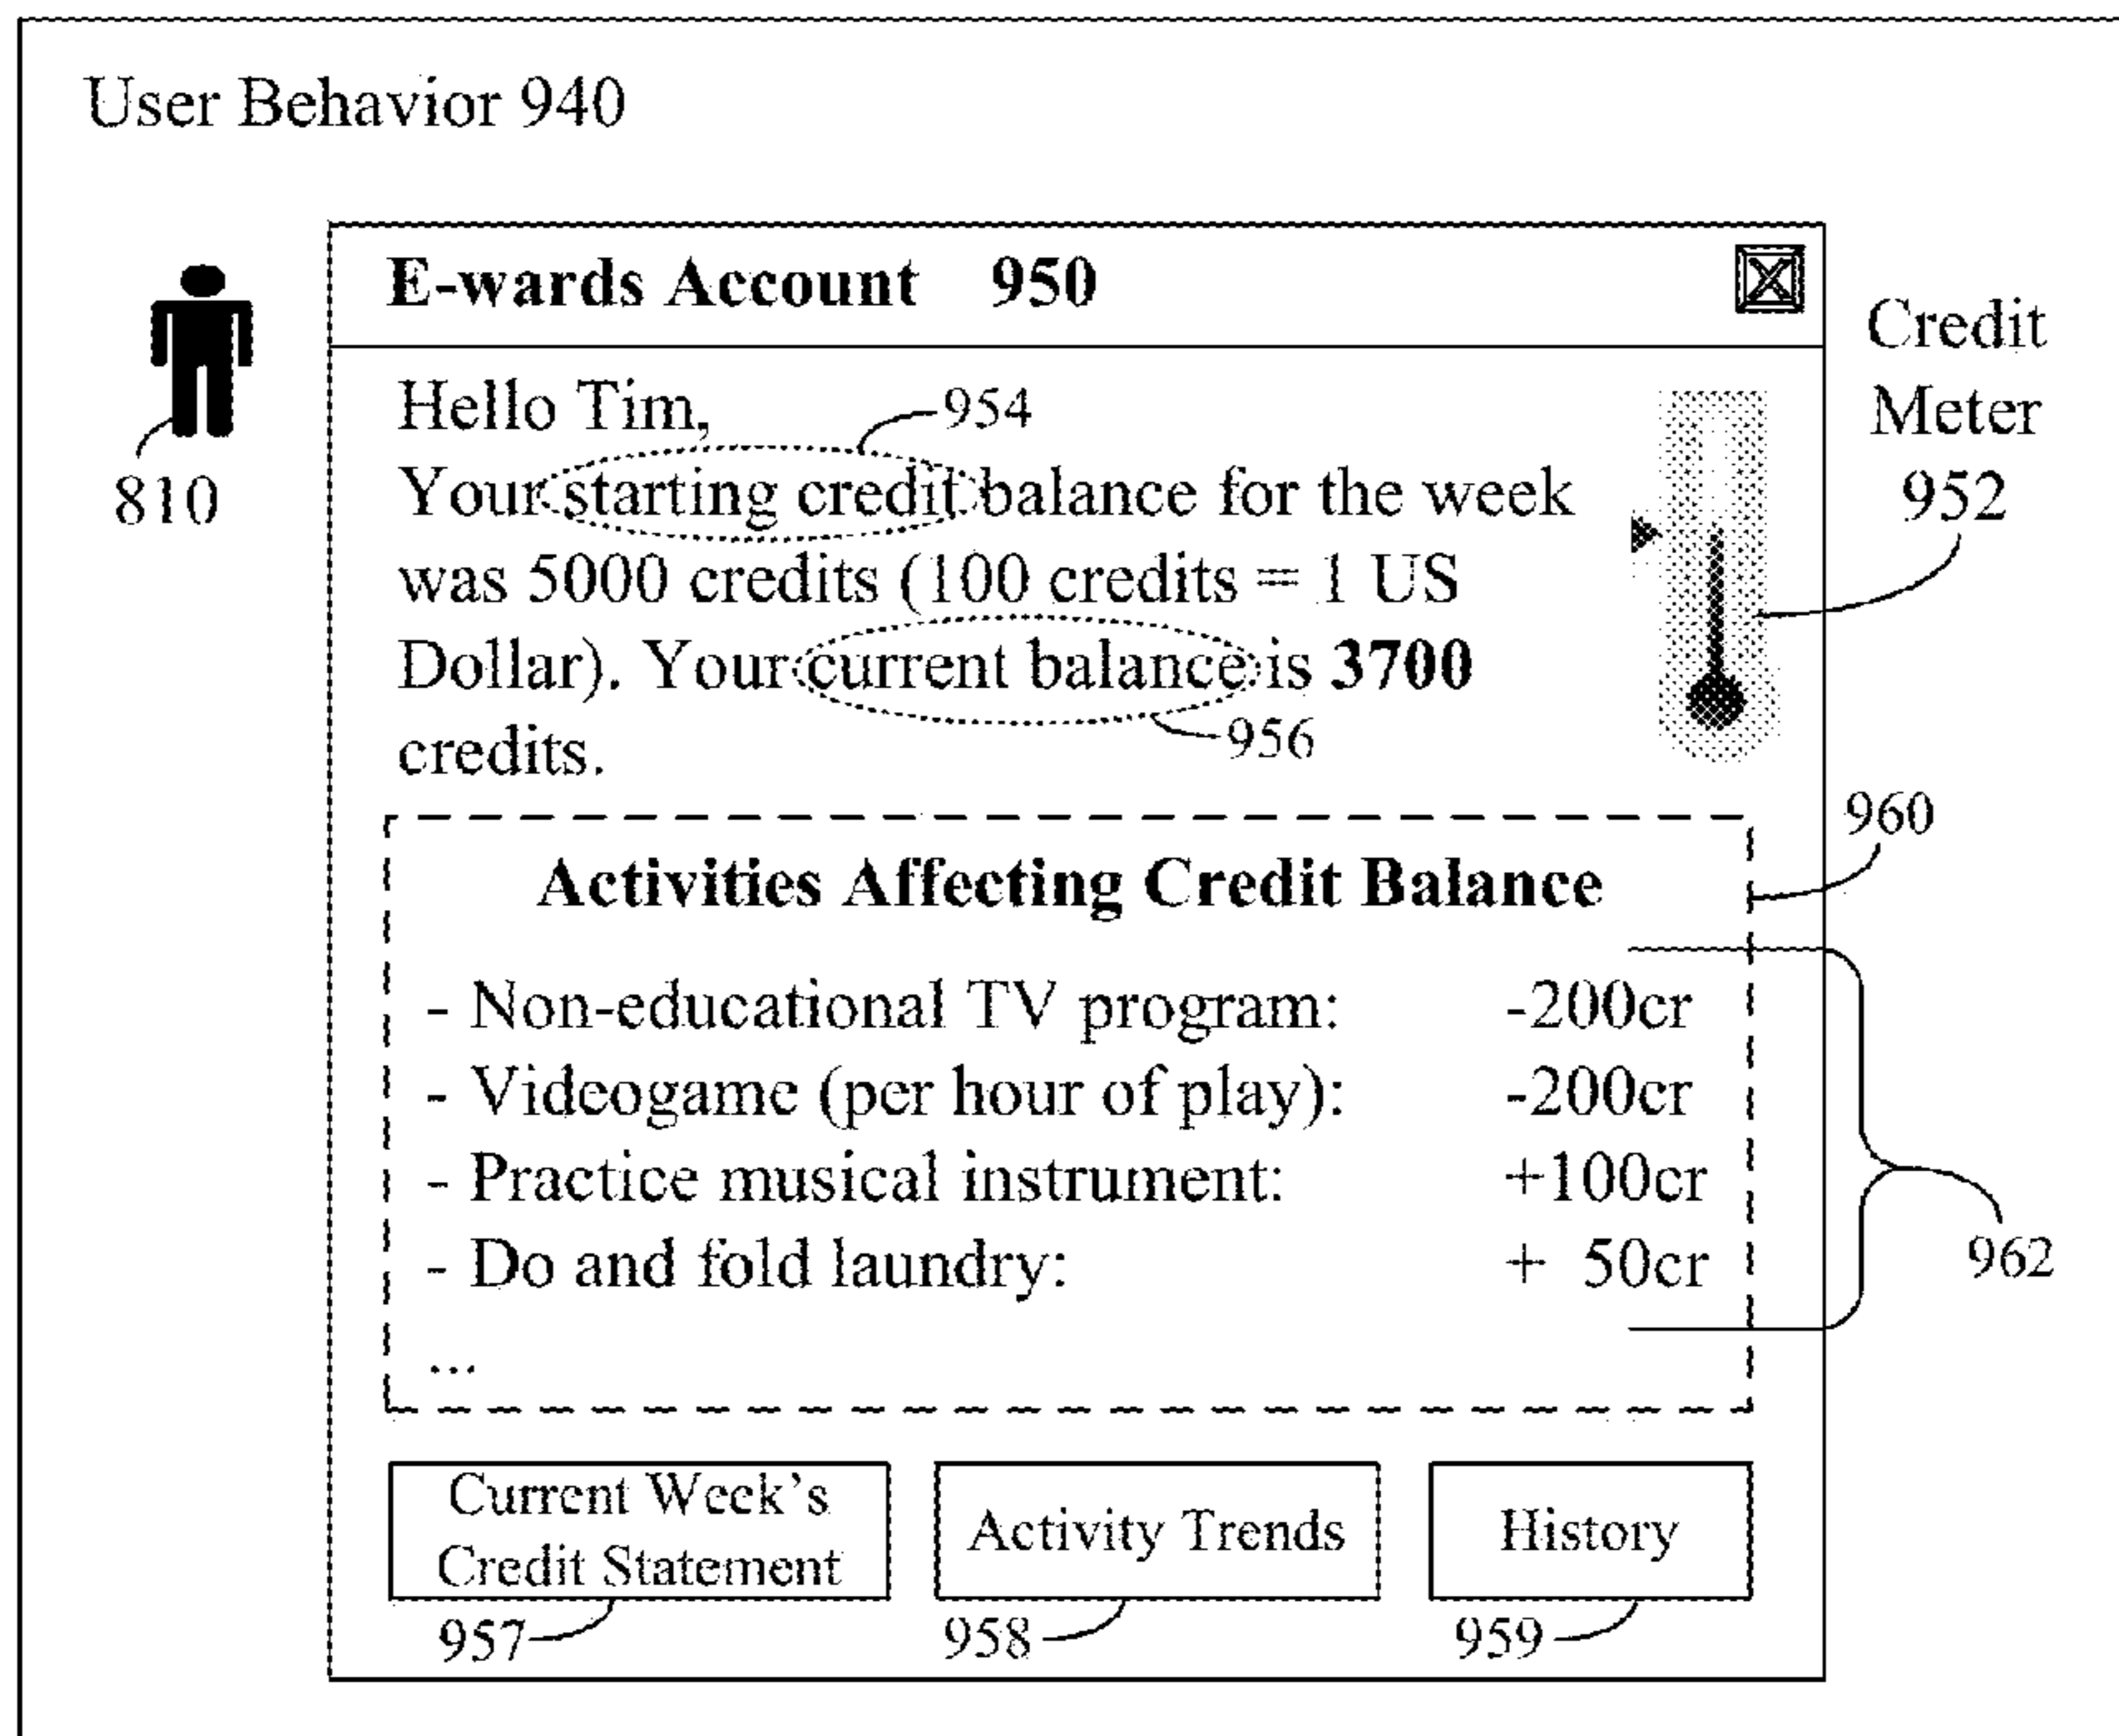 User Behavior 940
E-wards Account 950
Credit
Meter
952
810
Hello Tim,
954
Your starting credit balance for the week
was 5000 credits (100 credits = 1 US
Dollar). Your current balance is 3700
credits.
956
960
Activities Affecting Credit Balance
- Non-educational TV program: -200cr
- Videogame (per hour of play): -200cr
- Practice musical instrument: +100cr
- Do and fold laundry: + 50cr
...
962
Current Week's
Credit Statement
957
Activity Trends
958
History
959